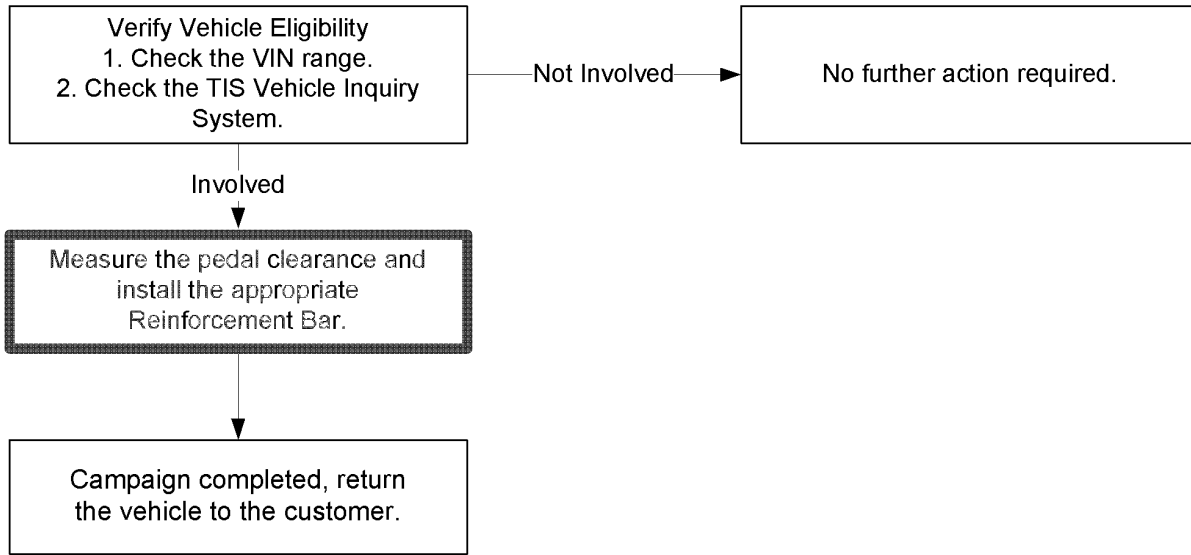 Verify Vehicle Eligibility
1. Check the VIN range.
2. Check the TIS Vehicle Inquiry
System.
Not Involved
No further action required.
Involved
Measure the pedal clearance and
install the appropriate
Reinforcement Bar.
Campaign completed, return
the vehicle to the customer.